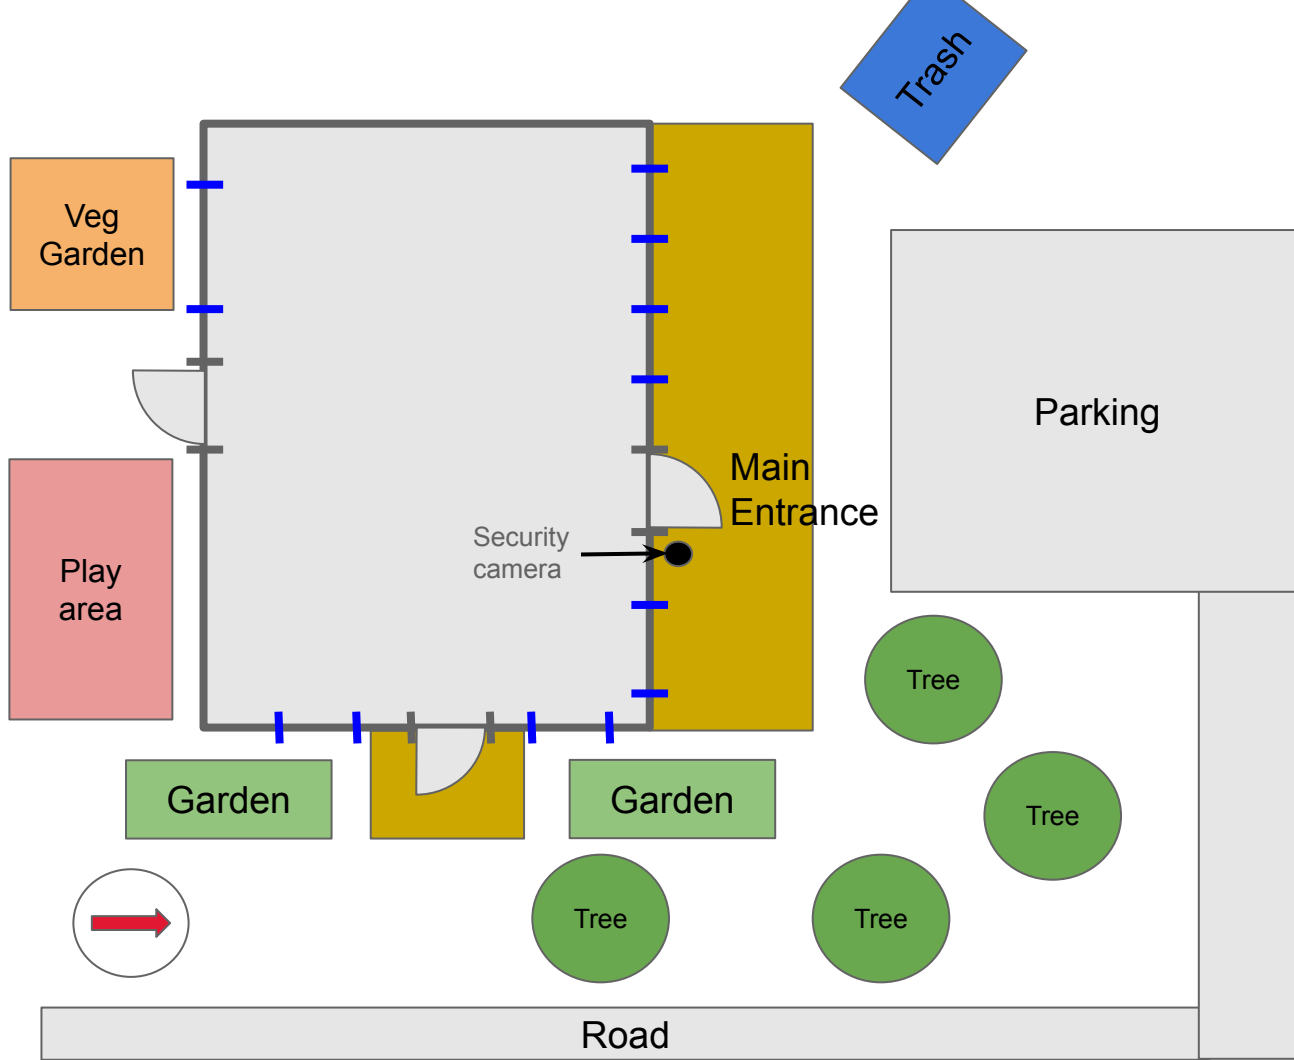 Trash
Veg
Garden
Parking
Main
Entrance
Security
camera
Play
area
Tree
Garden
Garden
Tree
Tree
Tree
Road